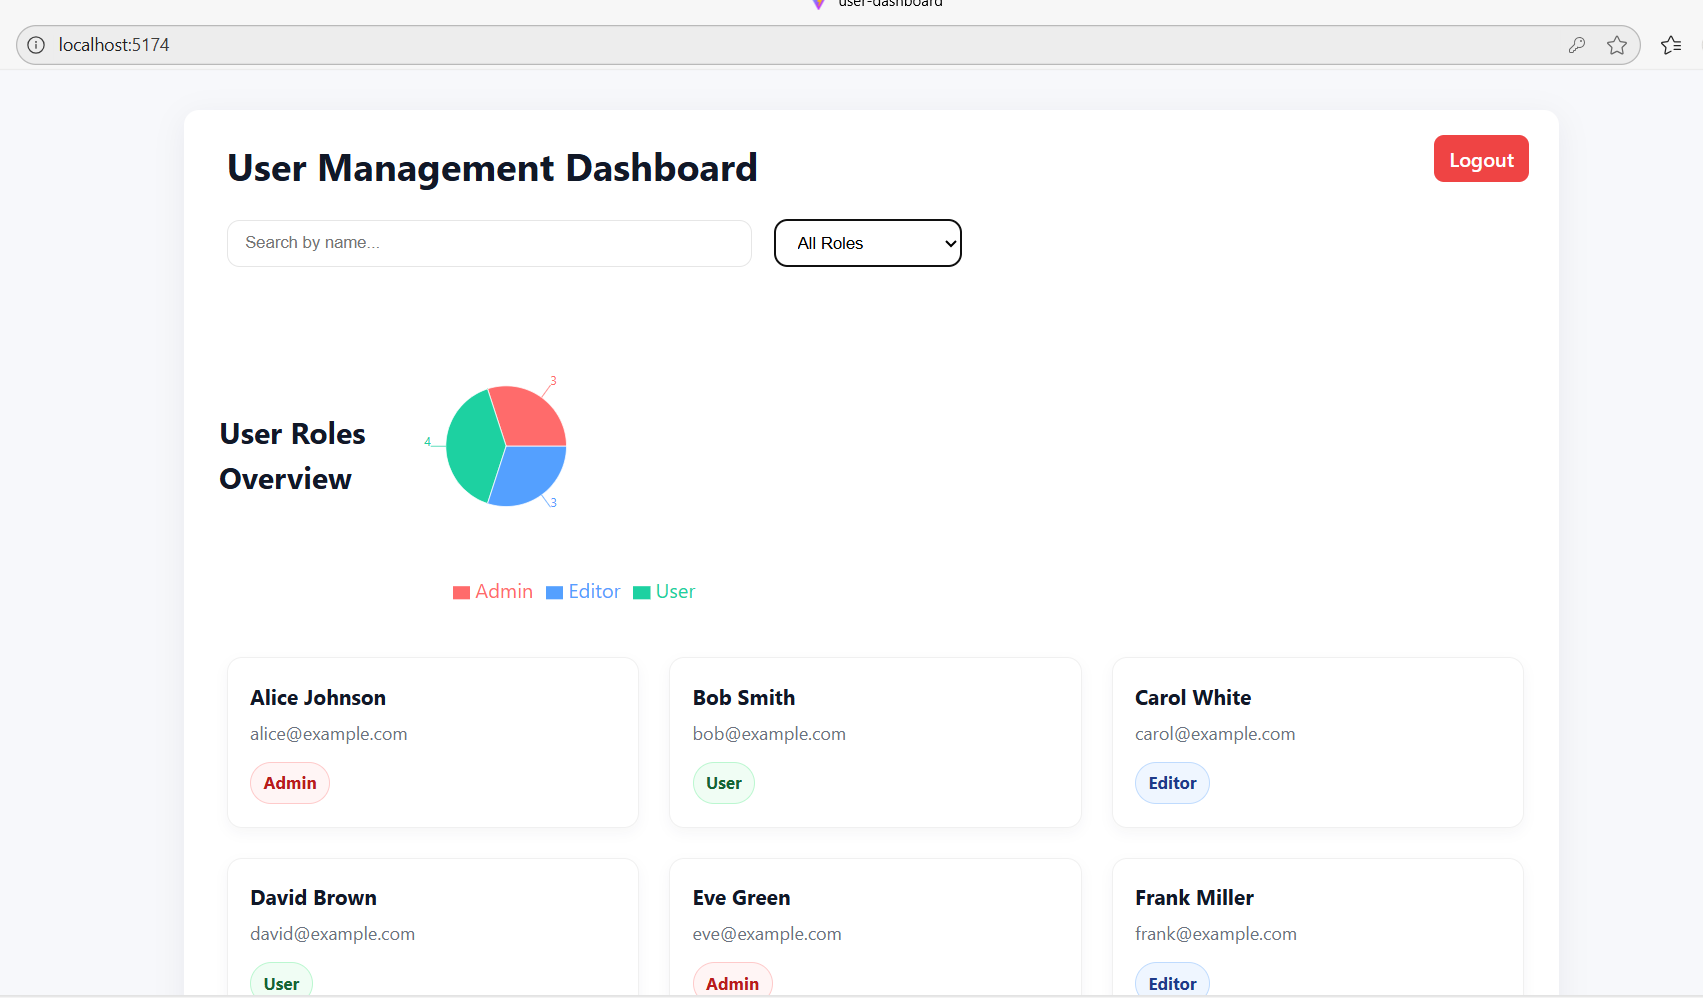 user-dashboard
localhost:5174
User Management Dashboard
Logout
Search by name...
All Roles
User Roles
Overview
3
4
3
Admin Editor User
Alice Johnson
alice@example.com
Admin
Bob Smith
bob@example.com
User
Carol White
carol@example.com
Editor
David Brown
david@example.com
User
Eve Green
eve@example.com
Admin
Frank Miller
frank@example.com
Editor